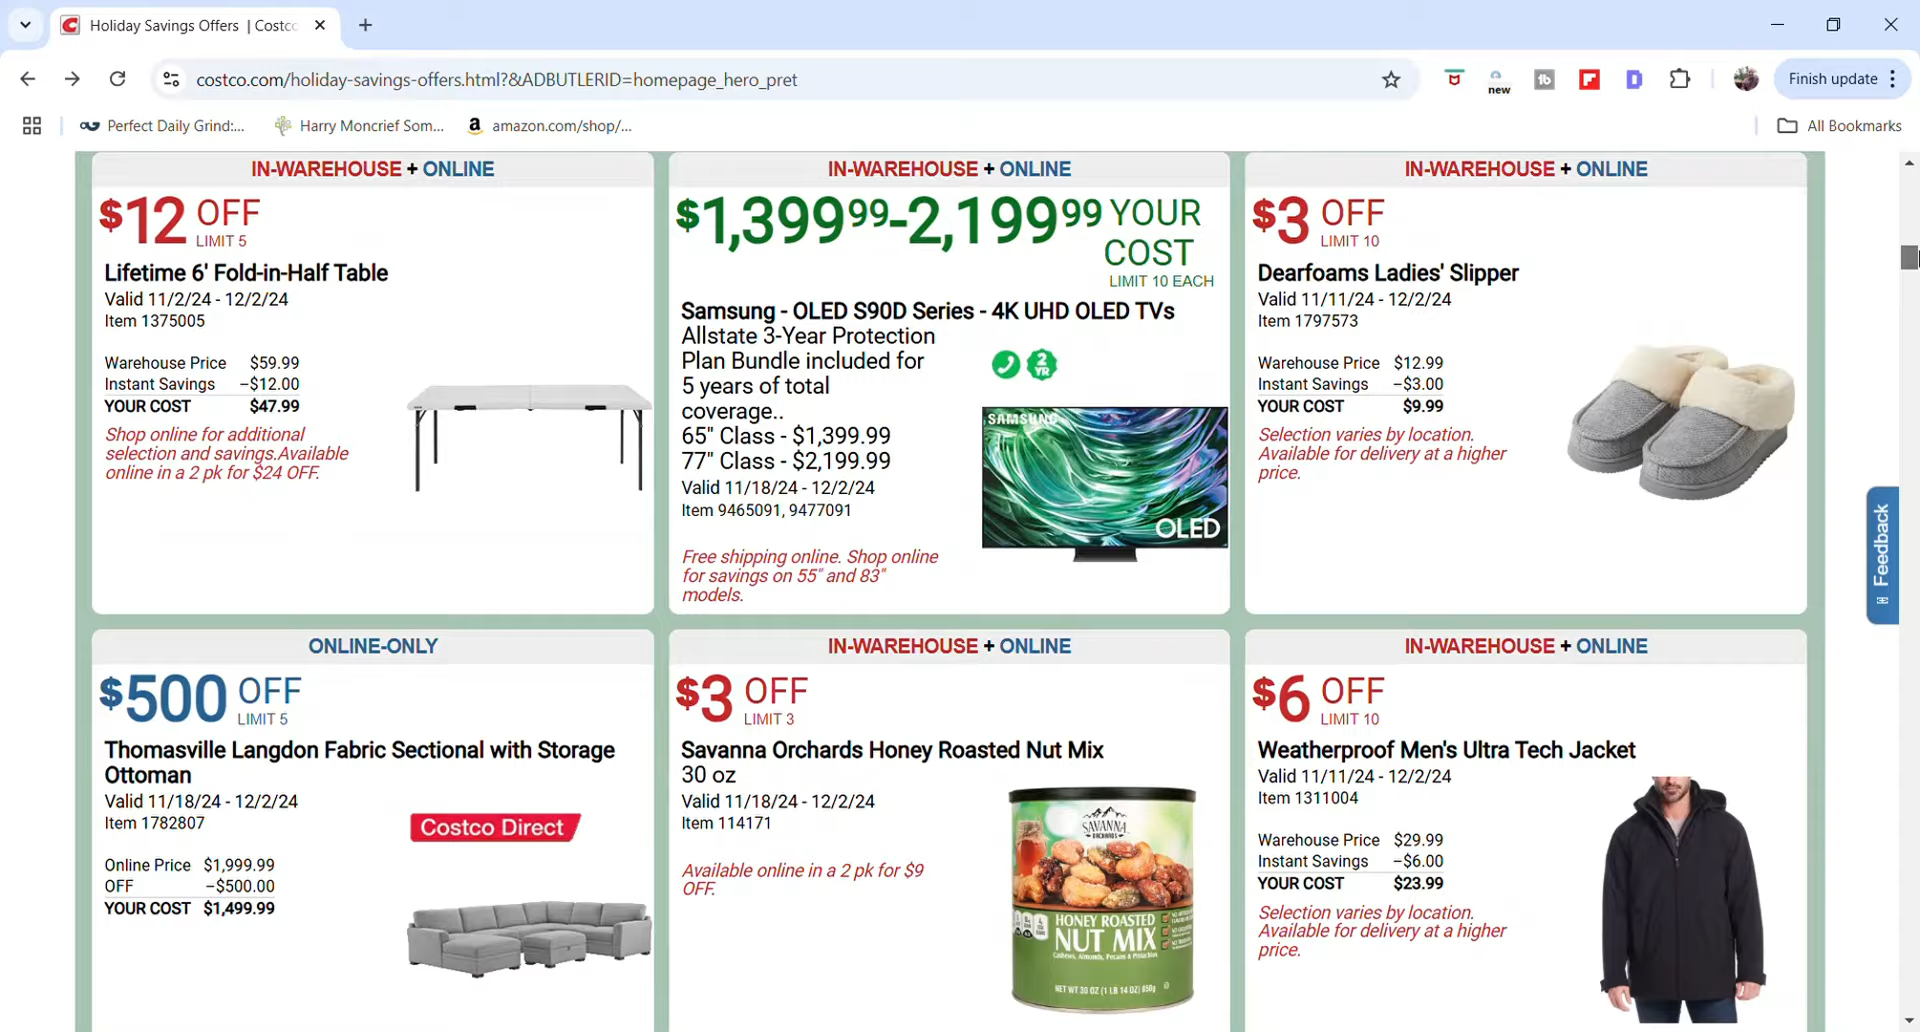 Holiday Savings Offers | Costc
costco.com/holiday-savings-offers.html?&ADBUTLERID=homepage_hero_pret
new
Finish update
Perfect Daily Grind:...
Harry Moncrief Som...
amazon.com/shop/...
All Bookmarks
IN-WAREHOUSE + ONLINE
$12 OFF
LIMIT 5
Lifetime 6' Fold-in-Half Table
Valid 11/2/24 - 12/2/24
Item 1375005
Warehouse Price $59.99
Instant Savings –$12.00
YOUR COST $47.99
Shop online for additional
selection and savings.Available
online in a 2 pk for $24 OFF.
IN-WAREHOUSE + ONLINE
$1,399.99-2,199.99 YOUR
COST
LIMIT 10 EACH
Samsung - OLED S90D Series - 4K UHD OLED TVs
Allstate 3-Year Protection
Plan Bundle included for
5 years of total
coverage..
65" Class - $1,399.99
77" Class - $2,199.99
Valid 11/18/24 - 12/2/24
Item 9465091, 9477091
Free shipping online. Shop online
for savings on 55" and 83"
models.
2
YR
SAMSUNG
OLED
IN-WAREHOUSE + ONLINE
$3 OFF
LIMIT 10
Dearfoams Ladies' Slipper
Valid 11/11/24 - 12/2/24
Item 1797573
Warehouse Price $12.99
Instant Savings –$3.00
YOUR COST $9.99
Selection varies by location.
Available for delivery at a higher
price.
Feedback
ONLINE-ONLY
$500 OFF
LIMIT 5
Thomasville Langdon Fabric Sectional with Storage
Ottoman
Valid 11/18/24 - 12/2/24
Item 1782807
Costco Direct
Online Price $1,999.99
OFF –$500.00
YOUR COST $1,499.99
IN-WAREHOUSE + ONLINE
$3 OFF
LIMIT 3
Savanna Orchards Honey Roasted Nut Mix
30 oz
Valid 11/18/24 - 12/2/24
Item 114171
Available online in a 2 pk for $9
OFF.
SAVANNA
ORCHARDS
HONEY ROASTED
NUT MIX
Cashews, Almonds, Pecans & Pistachios
NET WT 30 OZ (1 LB 14 OZ) 850g
IN-WAREHOUSE + ONLINE
$6 OFF
LIMIT 10
Weatherproof Men's Ultra Tech Jacket
Valid 11/11/24 - 12/2/24
Item 1311004
Warehouse Price $29.99
Instant Savings –$6.00
YOUR COST $23.99
Selection varies by location.
Available for delivery at a higher
price.